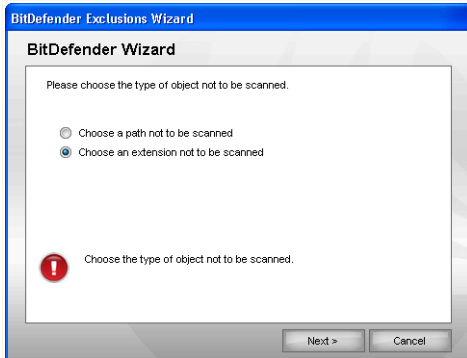 BitDefender Exclusions Wizard
BitDefender Wizard
Please choose the type of object not to be scanned.
Choose a path not to be scanned
Choose an extension not to be scanned
Choose the type of object not to be scanned.
Next > Cancel